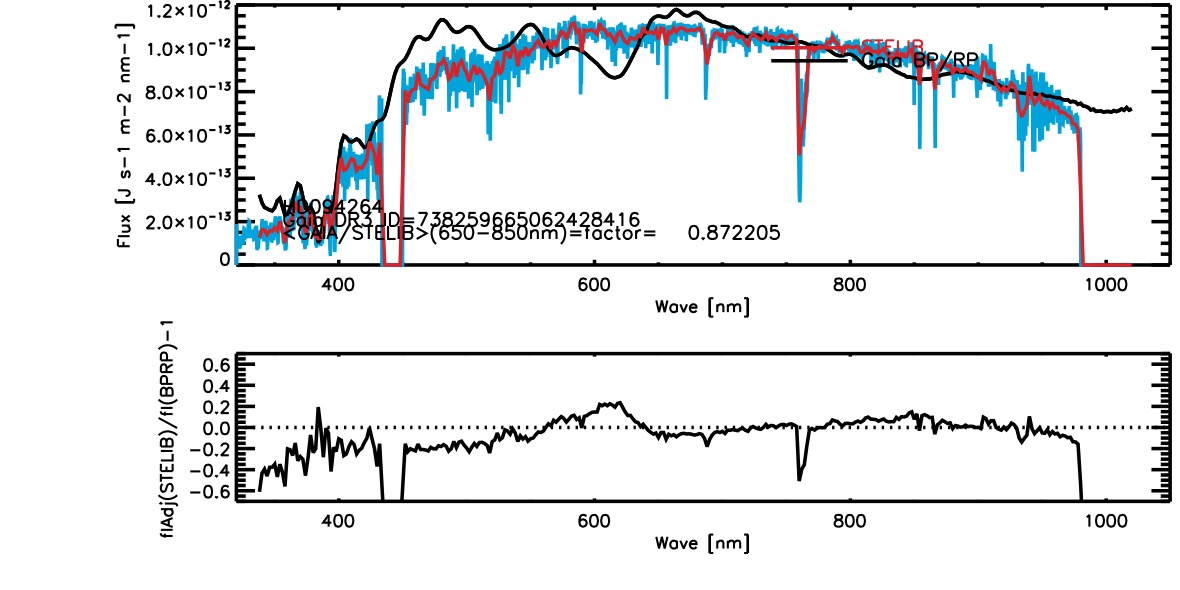 1.2×10−12
1.0×10−12
8.0×10−13
6.0×10−13
4.0×10−13
2.0×10−13
0
Flux [J s−1 m−2 nm−1]
STELIB
Gaia BP/RP
HD094264
Gaia DR3 ID=738259665062428416
<GAIA/STELIB>(650−850nm)=factor= 0.872205
400 600 800 1000
Wave [nm]
0.6
0.4
0.2
0.0
−0.2
−0.4
−0.6
flAdj(STELIB)/fl(BPRP)−1
400 600 800 1000
Wave [nm]